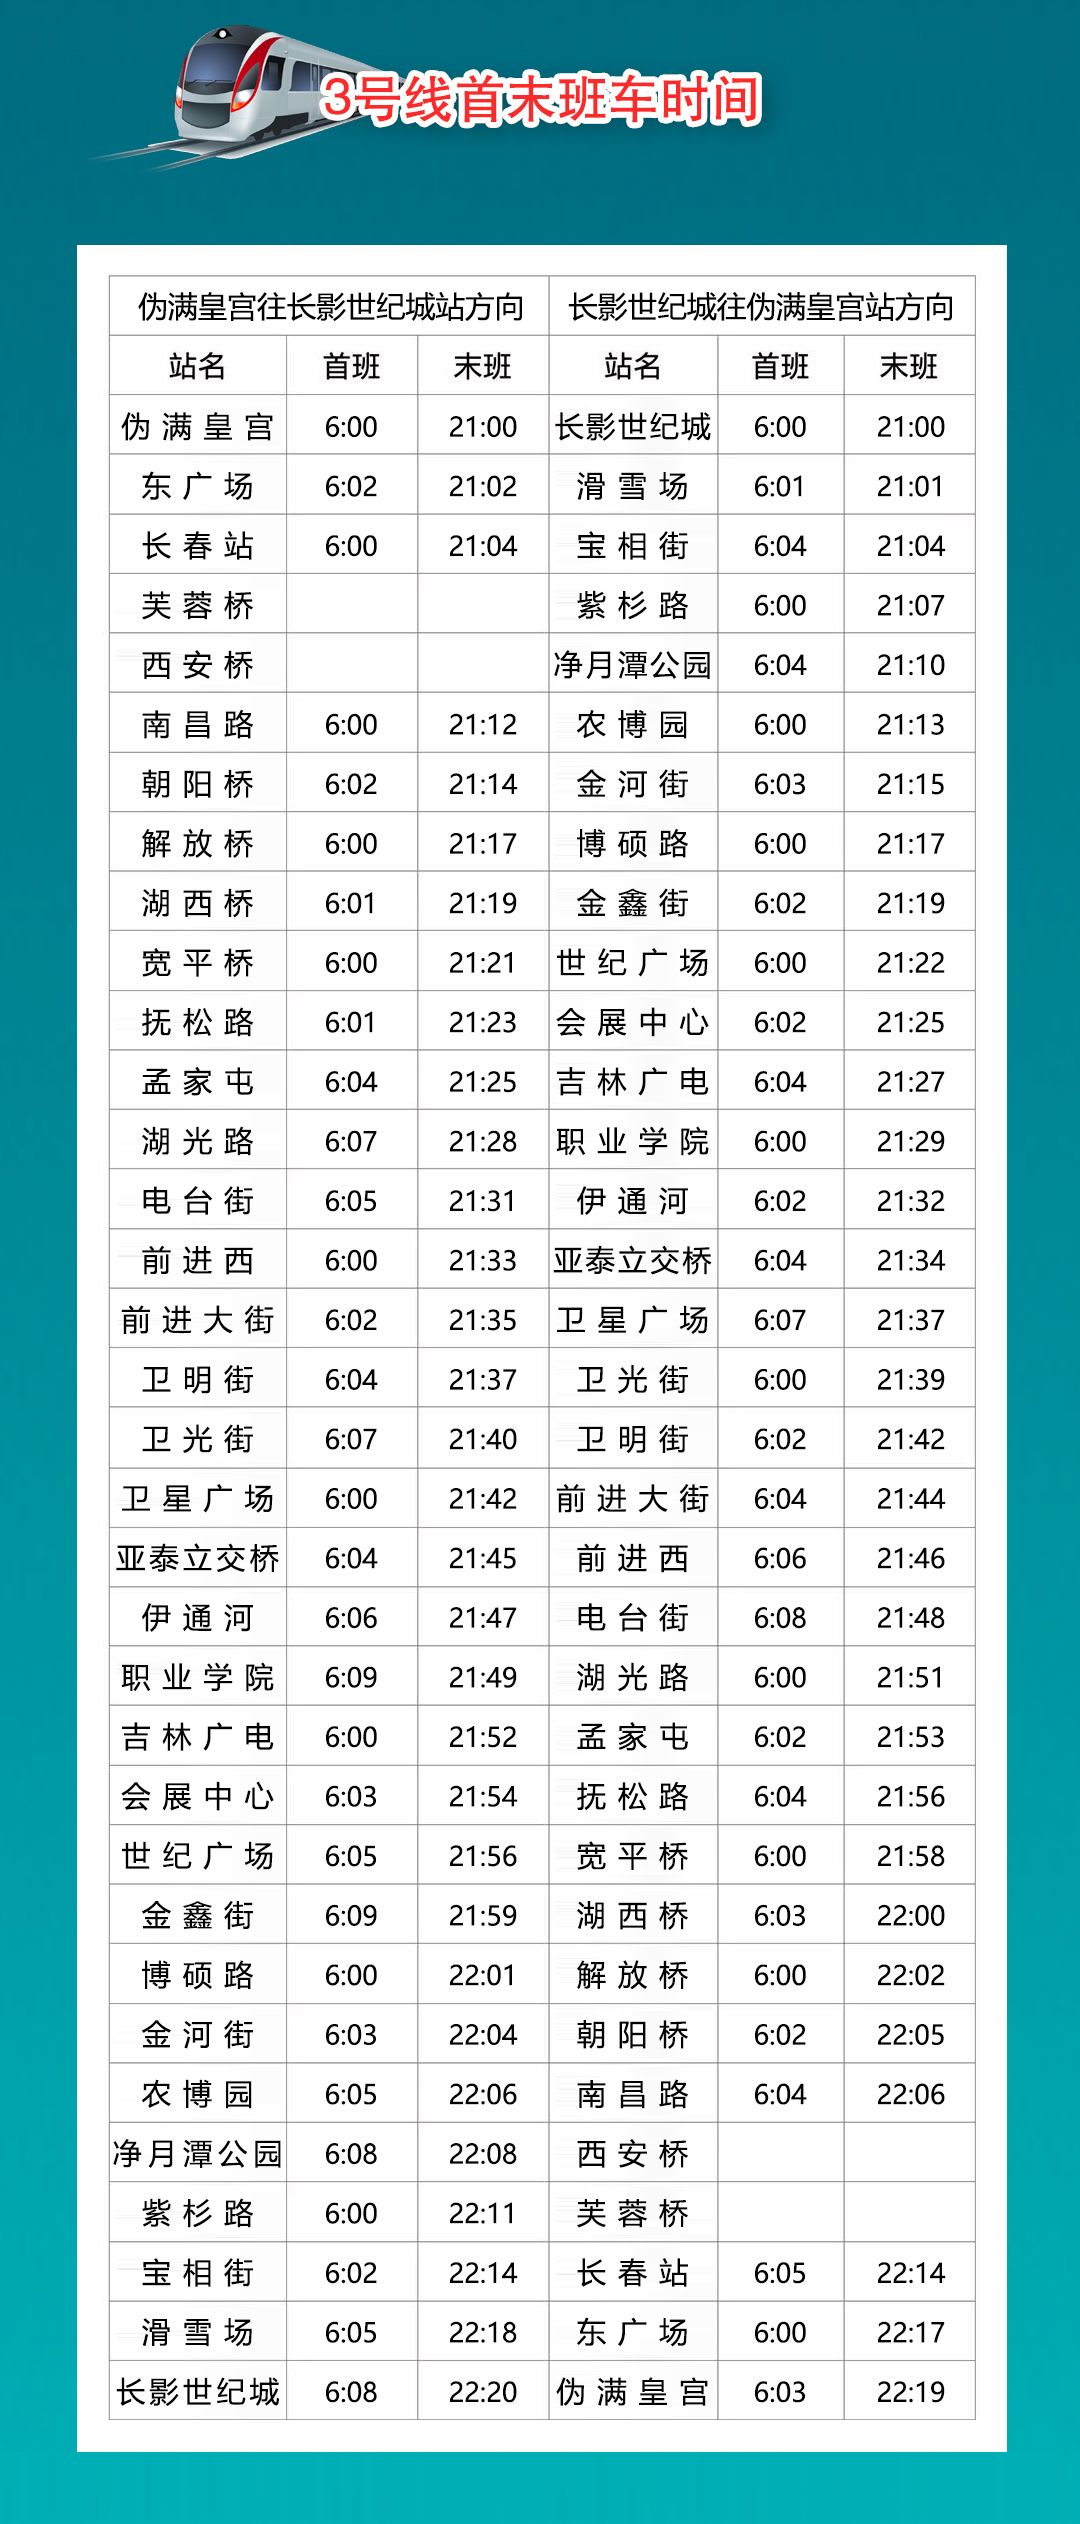 3号线首末班车时间
伪满皇宫往长影世纪城站方向 长影世纪城往伪满皇宫站方向
站名 首班 末班 站名 首班 末班
伪满皇宫 6:00 21:00 长影世纪城 6:00 21:00
东广场 6:02 21:02 滑雪场 6:01 21:01
长春站 6:00 21:04 宝相街 6:04 21:04
芙蓉桥 紫杉路 6:00 21:07
西安桥 净月潭公园 6:04 21:10
南昌路 6:00 21:12 农博园 6:00 21:13
朝阳桥 6:02 21:14 金河街 6:03 21:15
解放桥 6:00 21:17 博硕路 6:00 21:17
湖西桥 6:01 21:19 金鑫街 6:02 21:19
宽平桥 6:00 21:21 世纪广场 6:00 21:22
抚松路 6:01 21:23 会展中心 6:02 21:25
孟家屯 6:04 21:25 吉林广电 6:04 21:27
湖光路 6:07 21:28 职业学院 6:00 21:29
电台街 6:05 21:31 伊通河 6:02 21:32
前进西 6:00 21:33 亚泰立交桥 6:04 21:34
前进大街 6:02 21:35 卫星广场 6:07 21:37
卫明街 6:04 21:37 卫光街 6:00 21:39
卫光街 6:07 21:40 卫明街 6:02 21:42
卫星广场 6:00 21:42 前进大街 6:04 21:44
亚泰立交桥 6:04 21:45 前进西 6:06 21:46
伊通河 6:06 21:47 电台街 6:08 21:48
职业学院 6:09 21:49 湖光路 6:00 21:51
吉林广电 6:00 21:52 孟家屯 6:02 21:53
会展中心 6:03 21:54 抚松路 6:04 21:56
世纪广场 6:05 21:56 宽平桥 6:00 21:58
金鑫街 6:09 21:59 湖西桥 6:03 22:00
博硕路 6:00 22:01 解放桥 6:00 22:02
金河街 6:03 22:04 朝阳桥 6:02 22:05
农博园 6:05 22:06 南昌路 6:04 22:06
净月潭公园 6:08 22:08 西安桥
紫杉路 6:00 22:11 芙蓉桥
宝相街 6:02 22:14 长春站 6:05 22:14
滑雪场 6:05 22:18 东广场 6:00 22:17
长影世纪城 6:08 22:20 伪满皇宫 6:03 22:19